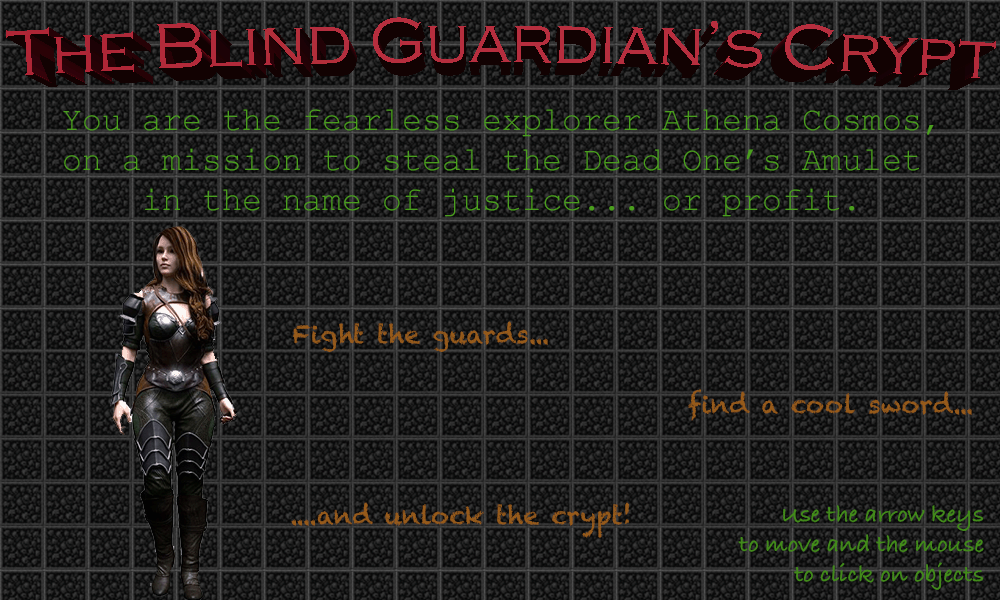 The Blind Guardian's Crypt
You are the fearless explorer Athena Cosmos,
on a mission to steal the Dead One's Amulet
in the name of justice... or profit.
Fight the guards...
find a cool sword...
....and unlock the crypt!
Use the arrow keys
to move and the mouse
to click on objects